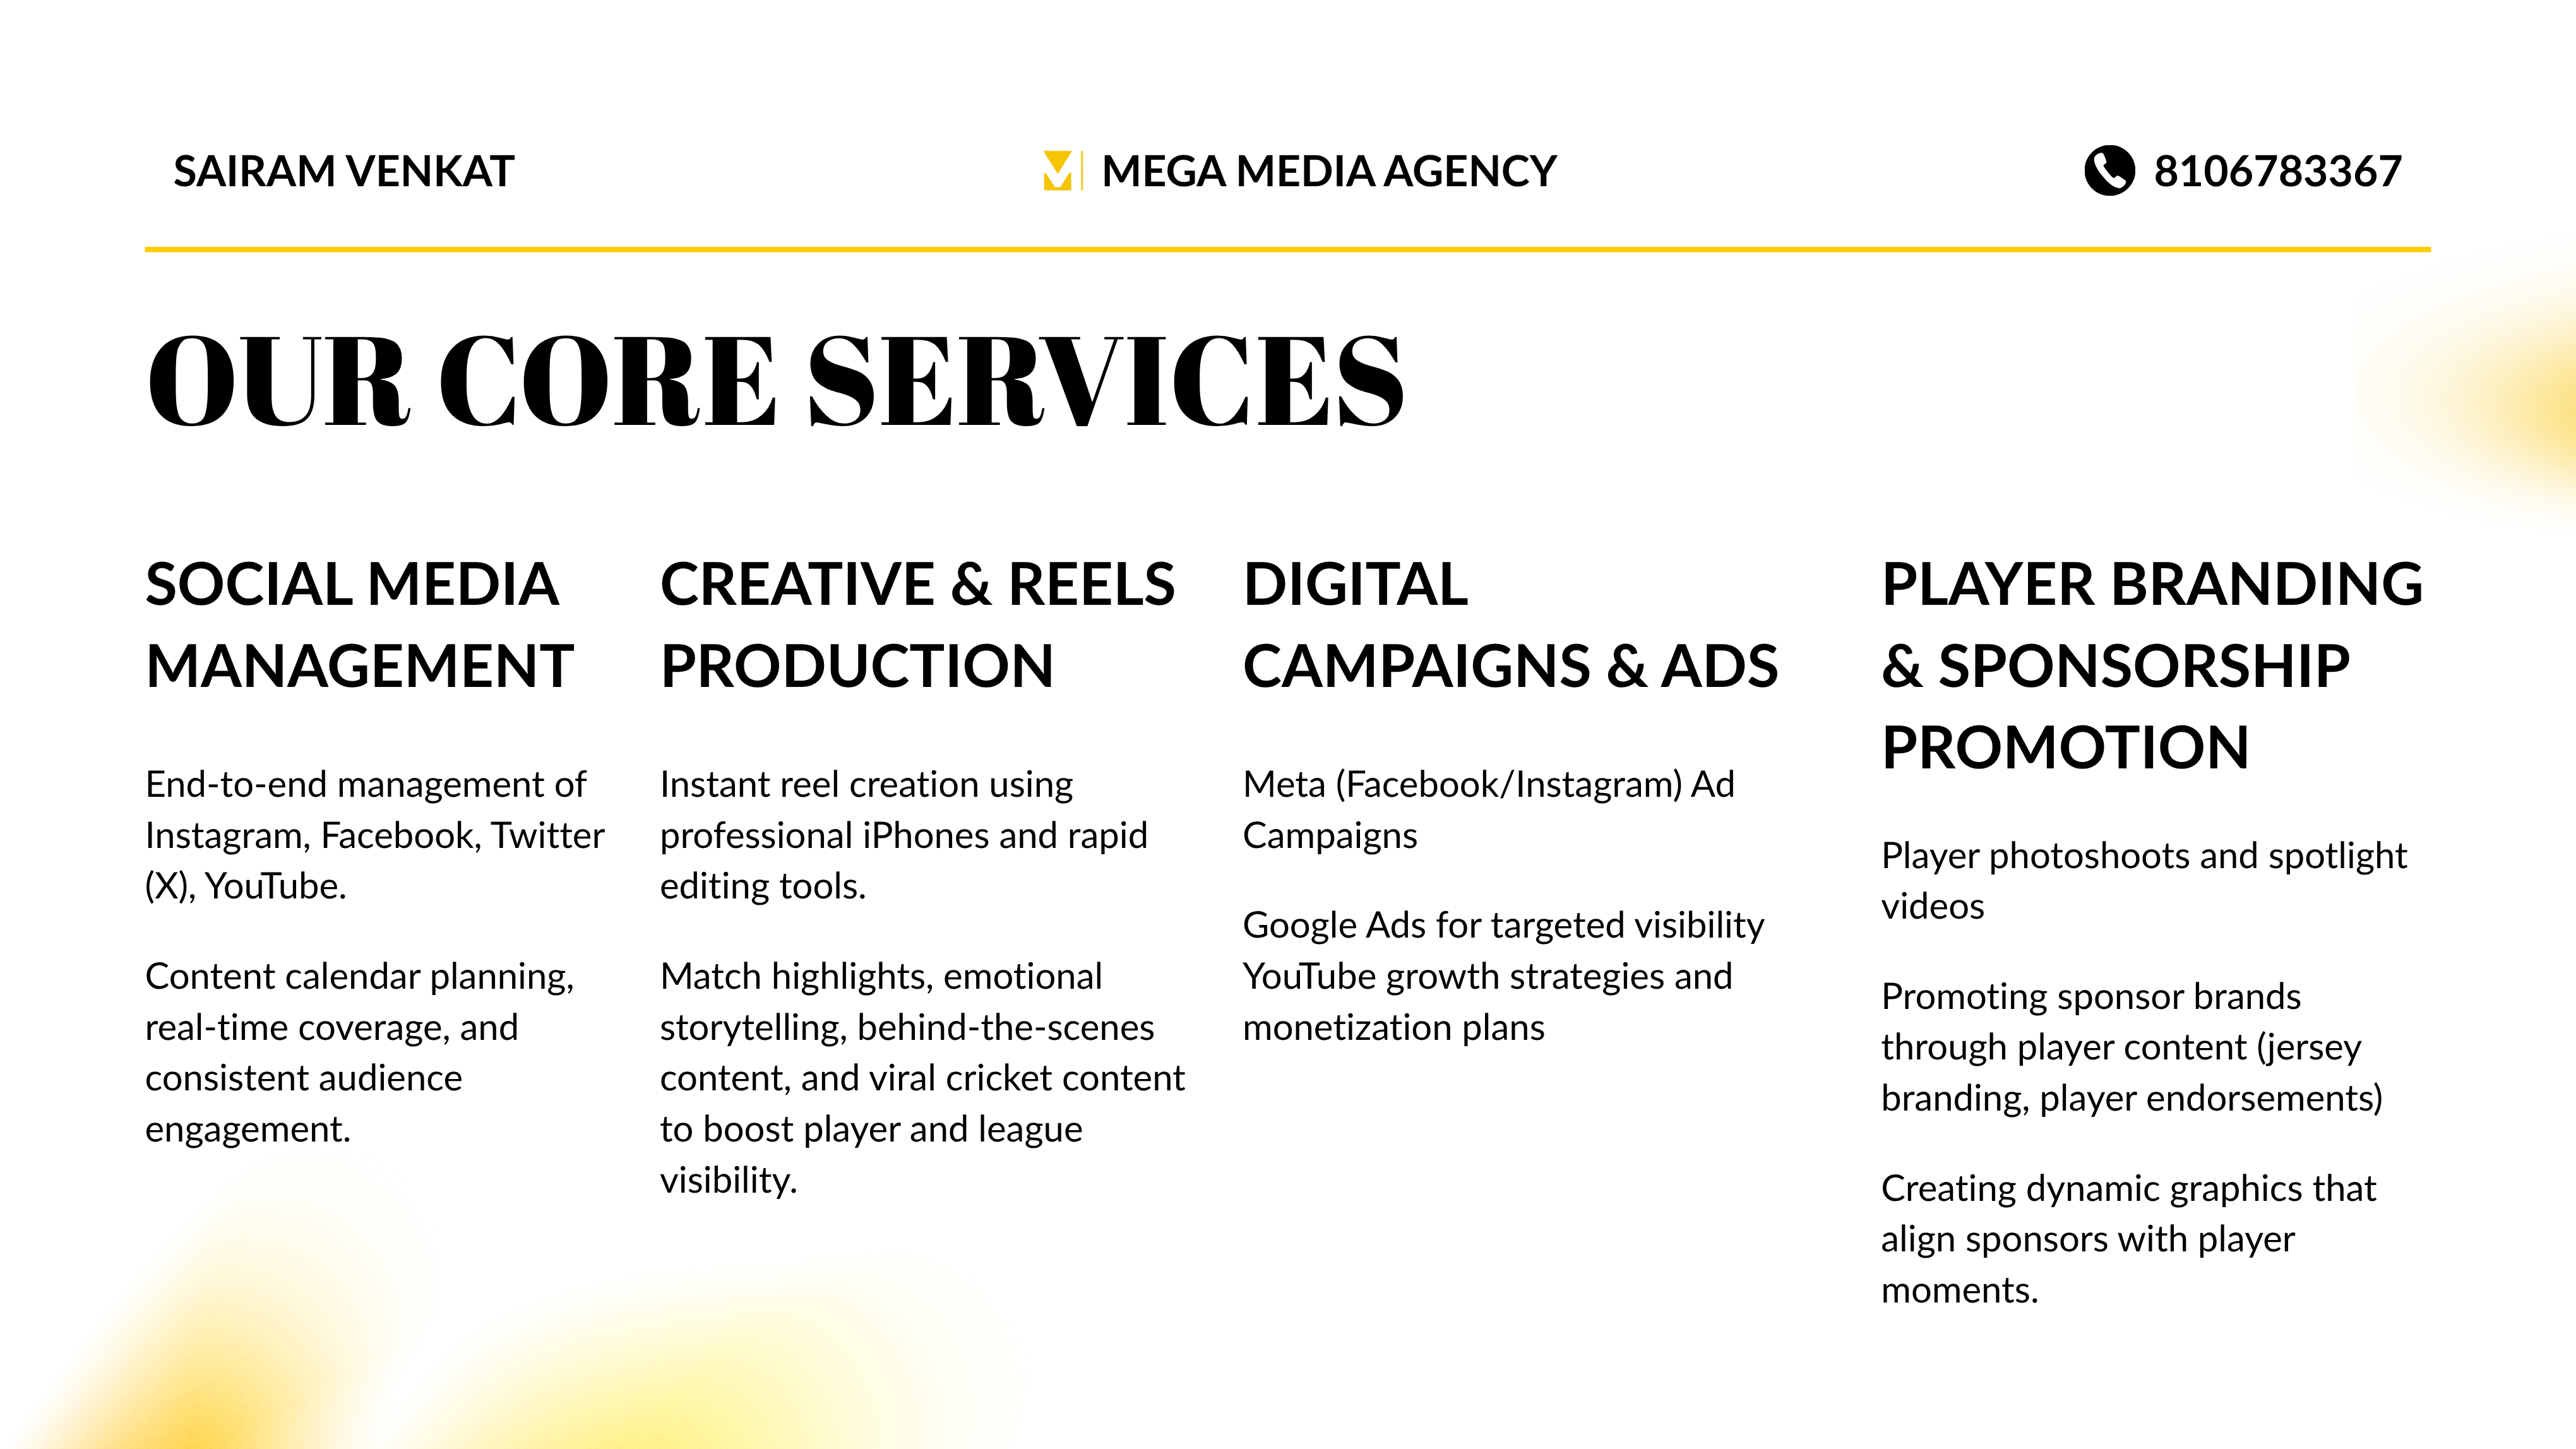 SAIRAM VENKAT
MEGA MEDIA AGENCY
8106783367
OUR CORE SERVICES
SOCIAL MEDIA
MANAGEMENT
End-to-end management of
Instagram, Facebook, Twitter
(X), YouTube.
Content calendar planning,
real-time coverage, and
consistent audience
engagement.
CREATIVE & REELS
PRODUCTION
Instant reel creation using
professional iPhones and rapid
editing tools.
Match highlights, emotional
storytelling, behind-the-scenes
content, and viral cricket content
to boost player and league
visibility.
DIGITAL
CAMPAIGNS & ADS
Meta (Facebook/Instagram) Ad
Campaigns
Google Ads for targeted visibility
YouTube growth strategies and
monetization plans
PLAYER BRANDING
& SPONSORSHIP
PROMOTION
Player photoshoots and spotlight
videos
Promoting sponsor brands
through player content (jersey
branding, player endorsements)
Creating dynamic graphics that
align sponsors with player
moments.